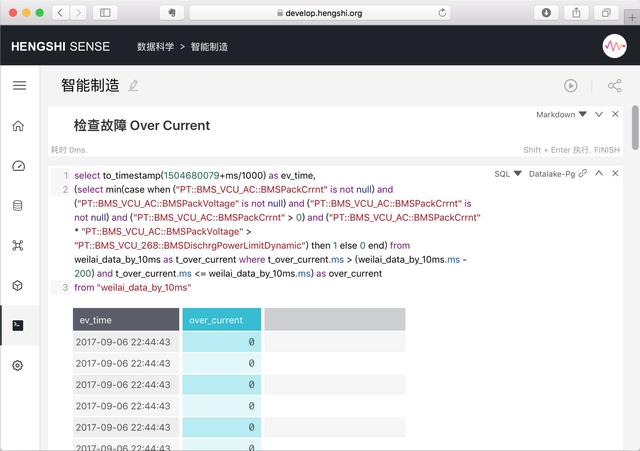 develop.hengshi.org
HENGSHI SENSE
数据科学 > 智能制造
智能制造
Markdown
检查故障 Over Current
耗时 0ms.
Shift + Enter 执行. FINISH
SQL Datalake-Pg
1 select to_timestamp(1504680079+ms/1000) as ev_time,
2 (select min(case when ("PT::BMS_VCU_AC::BMSPackCrrnt" is not null) and
("PT::BMS_VCU_AC::BMSPackVoltage" is not null) and ("PT::BMS_VCU_AC::BMSPackCrrnt" is
not null) and ("PT::BMS_VCU_AC::BMSPackCrrnt" > 0) and ("PT::BMS_VCU_AC::BMSPackCrrnt"
* "PT::BMS_VCU_AC::BMSPackVoltage" >
"PT::BMS_VCU_268::BMSDischrgPowerLimitDynamic") then 1 else 0 end) from
weilai_data_by_10ms as t_over_current where t_over_current.ms > (weilai_data_by_10ms.ms -
200) and t_over_current.ms <= weilai_data_by_10ms.ms) as over_current
3 from "weilai_data_by_10ms"
ev_time over_current
2017-09-06 22:44:43 0
2017-09-06 22:44:43 0
2017-09-06 22:44:43 0
2017-09-06 22:44:43 0
2017-09-06 22:44:43 0
2017-09-06 22:44:43 0